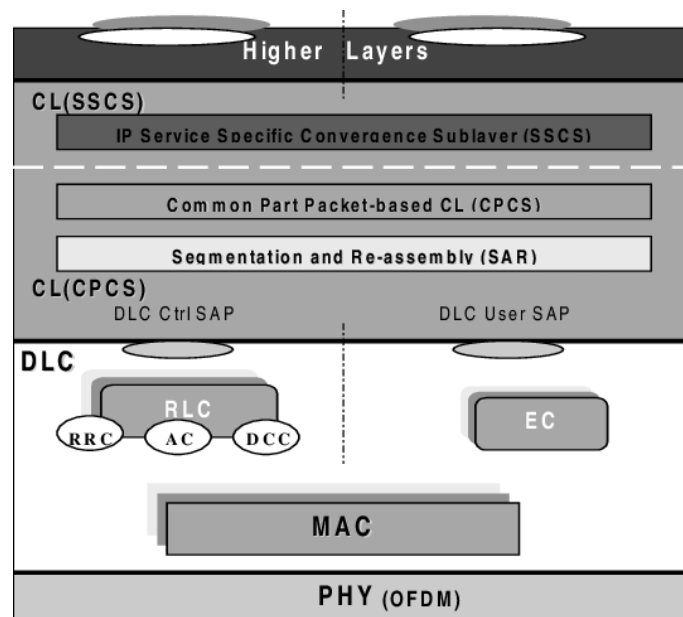 Higher Layers
CL(SSCS)
IP Service Specific Convergence Sublayer (SSCS)
Common Part Packet-based CL (CPCS)
Segmentation and Re-assembly (SAR)
CL(CPCS)
DLC Ctrl SAP DLC User SAP
DLC
RLC
EC
RRC AC DCC
MAC
PHY (OFDM)